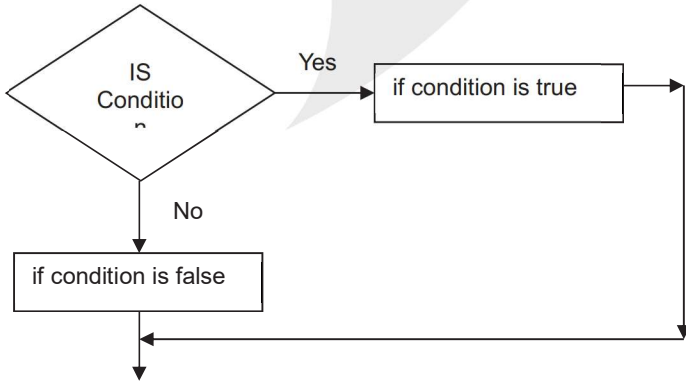 IS
Conditio
n
Yes
if condition is true
No
if condition is false